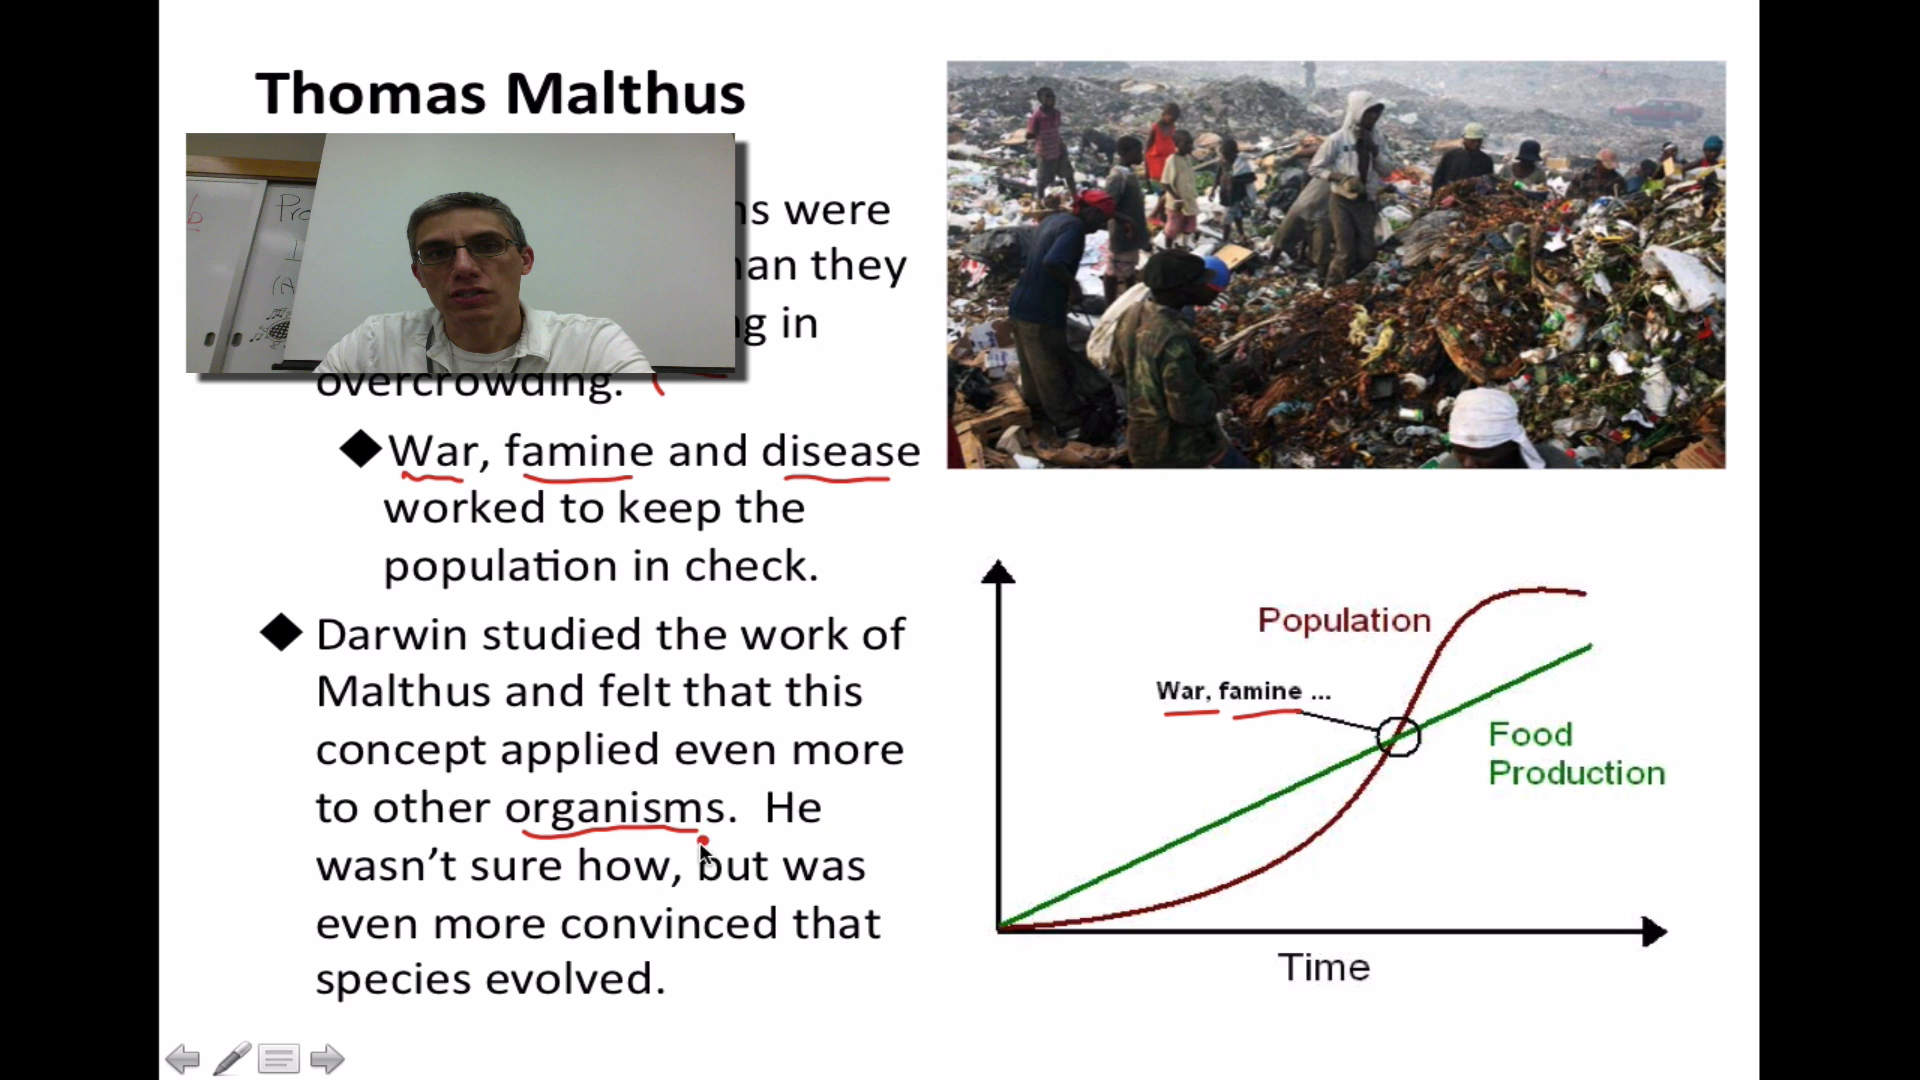 Thomas Malthus
were
they
in
overcrowding.
War, famine and disease
worked to keep the
population in check.
Darwin studied the work of
Malthus and felt that this
concept applied even more
to other organisms. He
wasn't sure how, but was
even more convinced that
species evolved.
Population
War, famine ...
Food
Production
Time